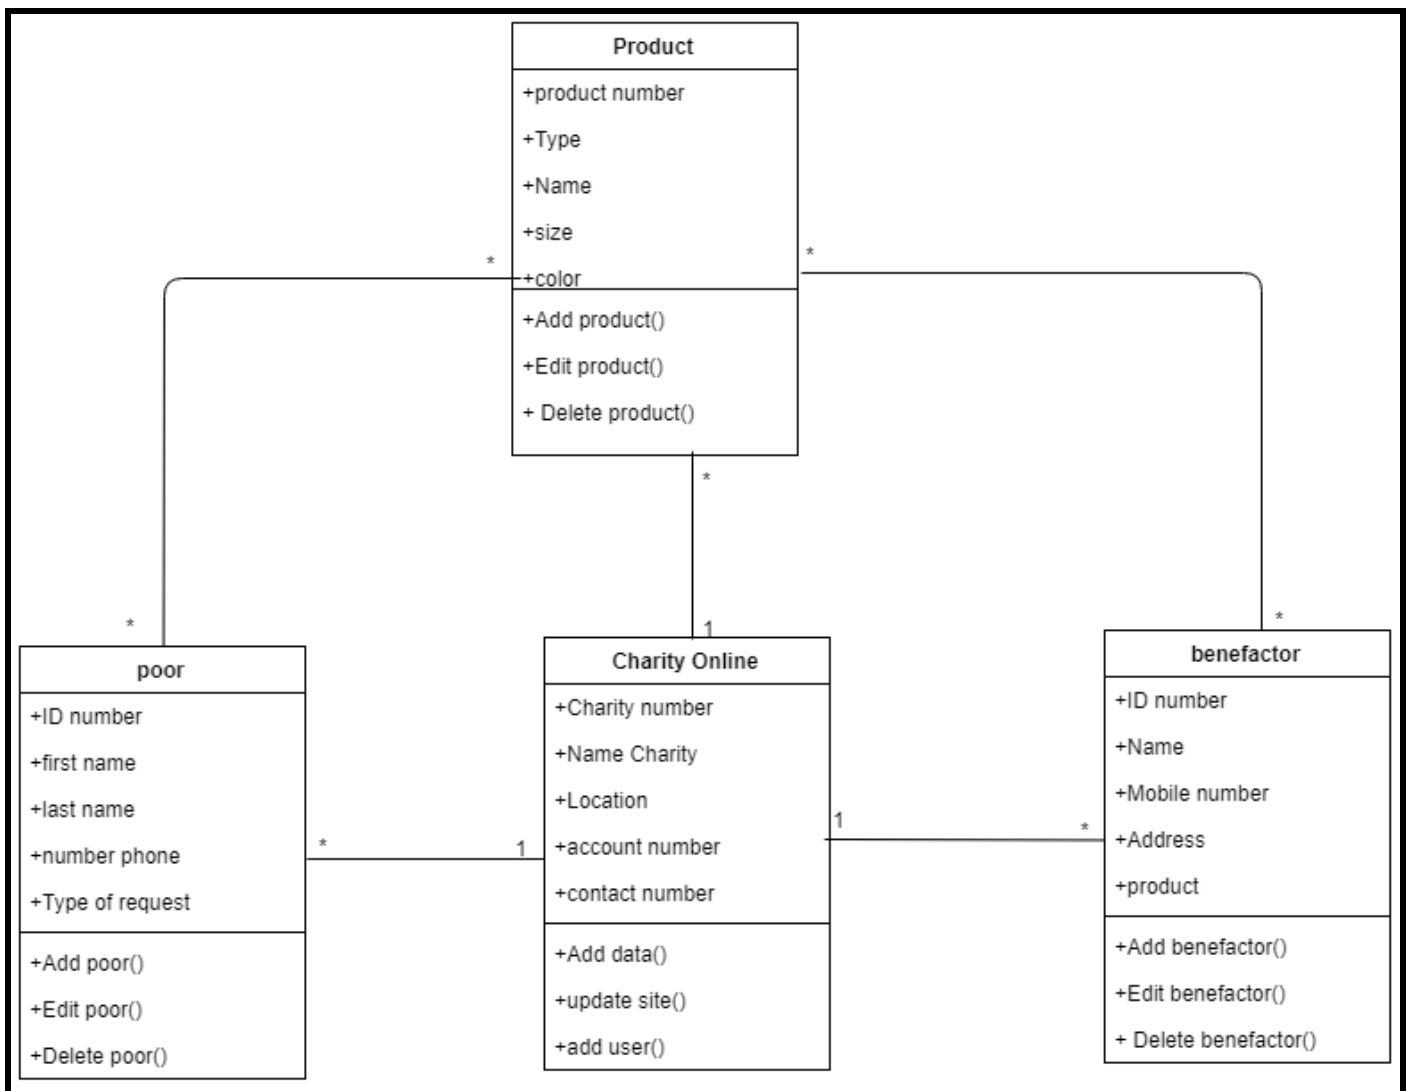 Product
+product number
+Type
+Name
+size
+color
+Add product()
+Edit product()
+ Delete product()
*
*
*
1
*
*
poor
+ID number
+first name
+last name
+number phone
+Type of request
+Add poor()
+Edit poor()
+Delete poor()
*
1
Charity Online
+Charity number
+Name Charity
+Location
+account number
+contact number
+Add data()
+update site()
+add user()
1
*
benefactor
+ID number
+Name
+Mobile number
+Address
+product
+Add benefactor()
+Edit benefactor()
+ Delete benefactor()